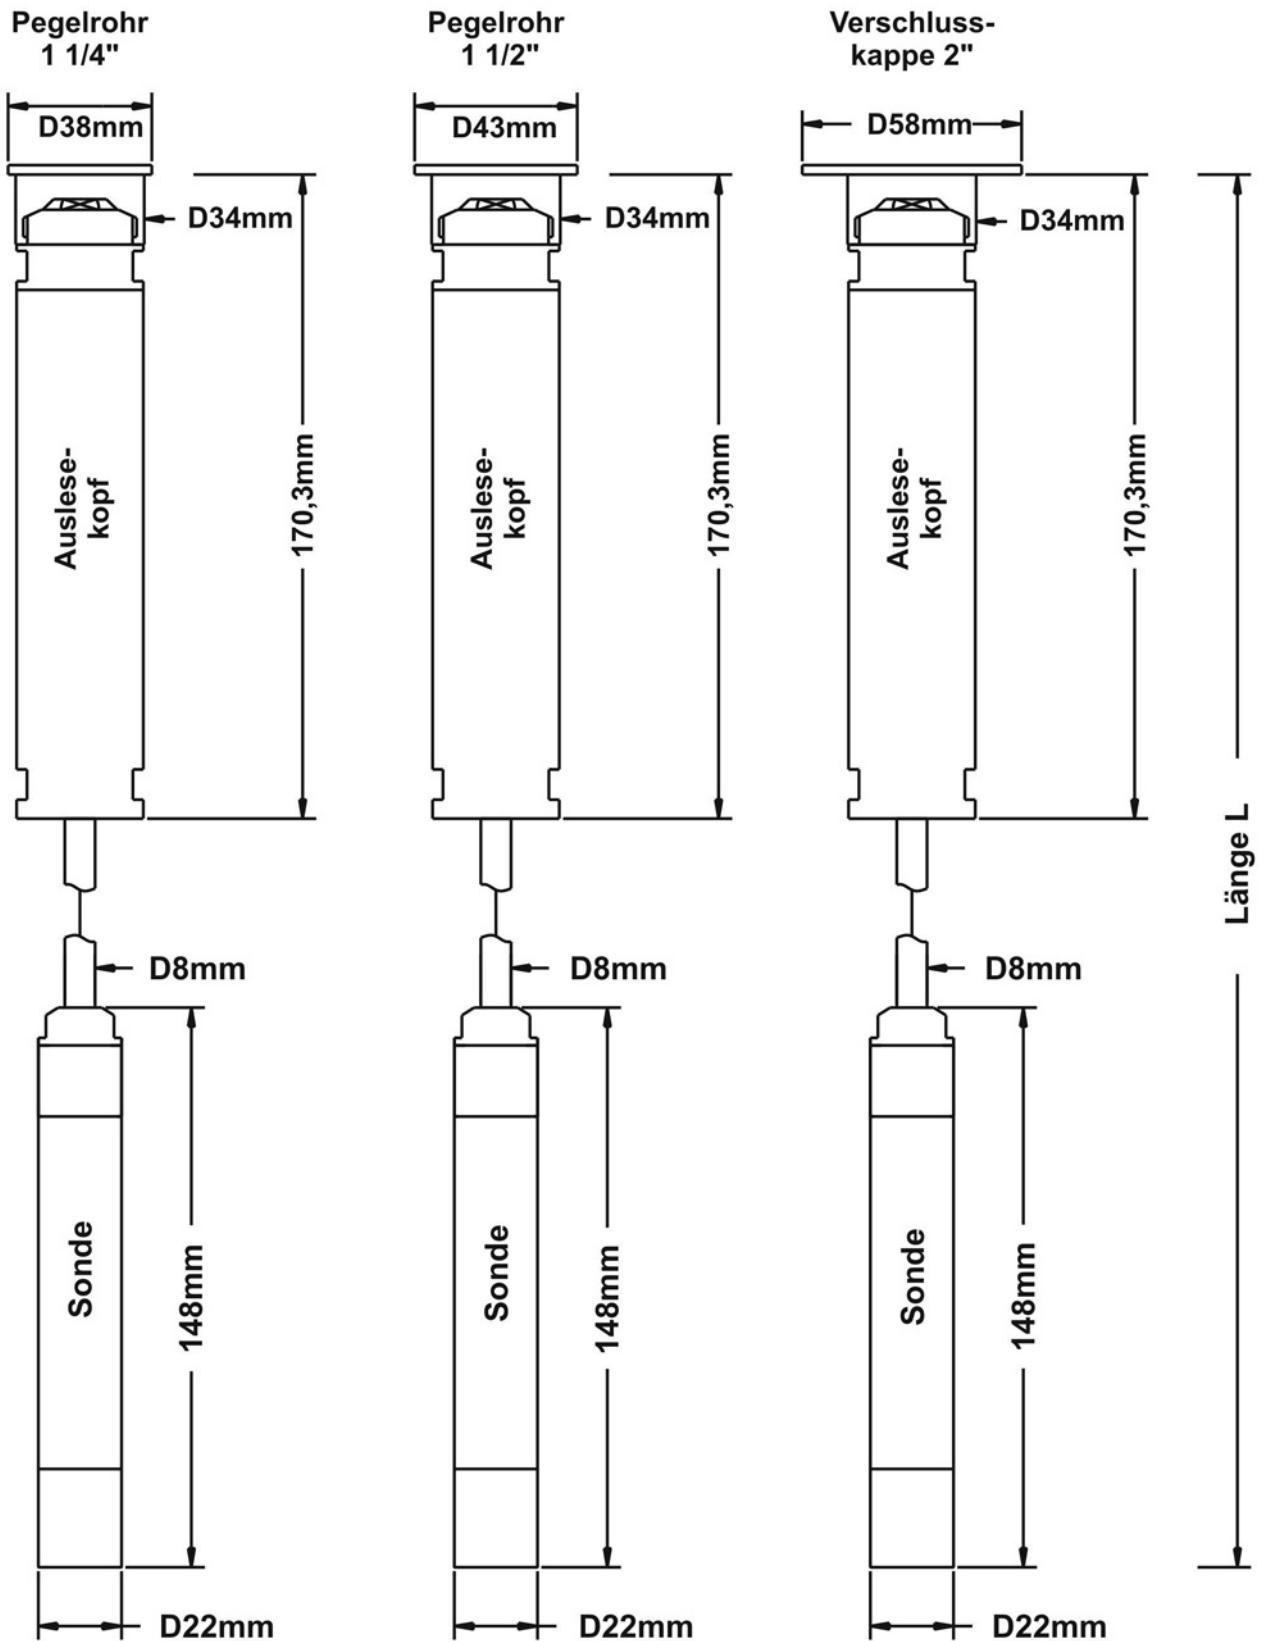 Pegelrohr
1 1/4"
Pegelrohr
1 1/2"
Verschluss-
kappe 2"
D38mm
D43mm
D58mm
D34mm
D34mm
D34mm
Auslese-
kopf
170,3mm
Auslese-
kopf
170,3mm
Auslese-
kopf
170,3mm
Länge L
D8mm
D8mm
D8mm
Sonde
148mm
Sonde
148mm
Sonde
148mm
D22mm
D22mm
D22mm